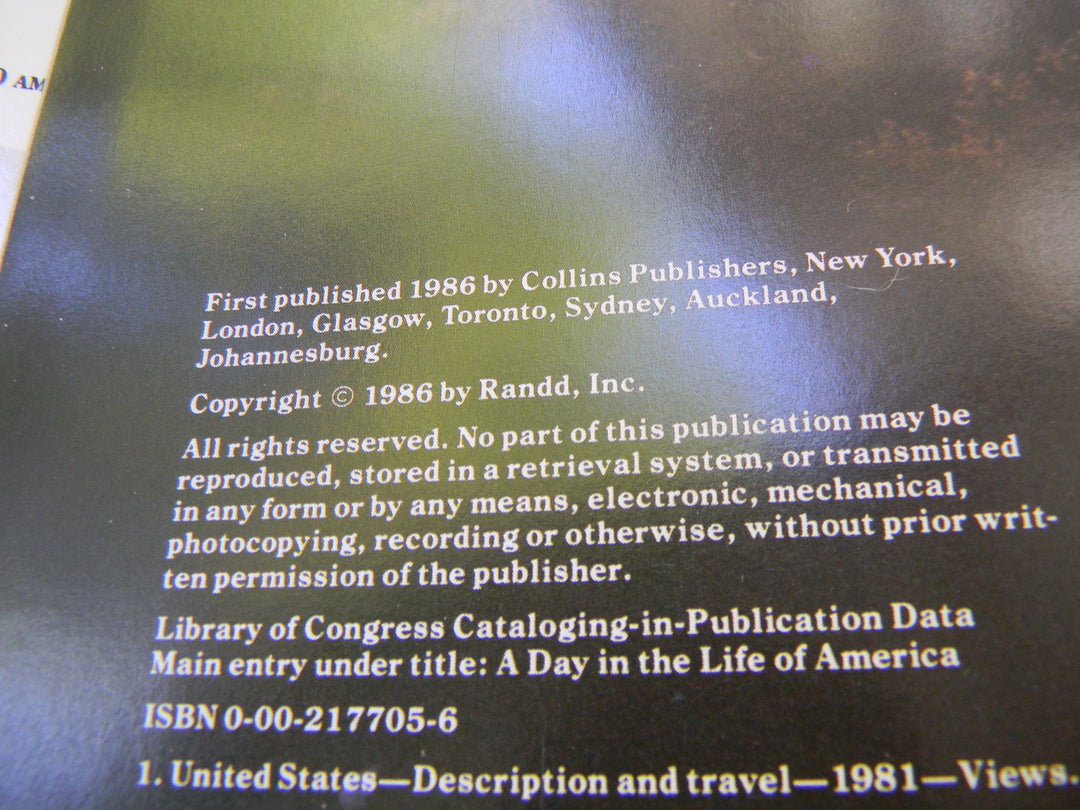 0 AM
First published 1986 by Collins Publishers, New York,
London, Glasgow, Toronto, Sydney, Auckland,
Johannesburg.
Copyright © 1986 by Randd, Inc.
All rights reserved. No part of this publication may be
reproduced, stored in a retrieval system, or transmitted
in any form or by any means, electronic, mechanical,
photocopying, recording or otherwise, without prior writ-
ten permission of the publisher.
Library of Congress Cataloging-in-Publication Data
Main entry under title: A Day in the Life of America
ISBN 0-00-217705-6
1. United States—Description and travel—1981—Views.